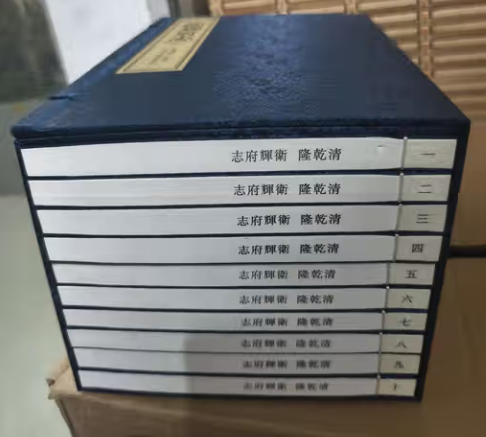 一 清乾隆 衛輝府志
二 清乾隆 衛輝府志
三 清乾隆 衛輝府志
四 清乾隆 衛輝府志
五 清乾隆 衛輝府志
六 清乾隆 衛輝府志
七 清乾隆 衛輝府志
八 清乾隆 衛輝府志
九 清乾隆 衛輝府志
十 清乾隆 衛輝府志